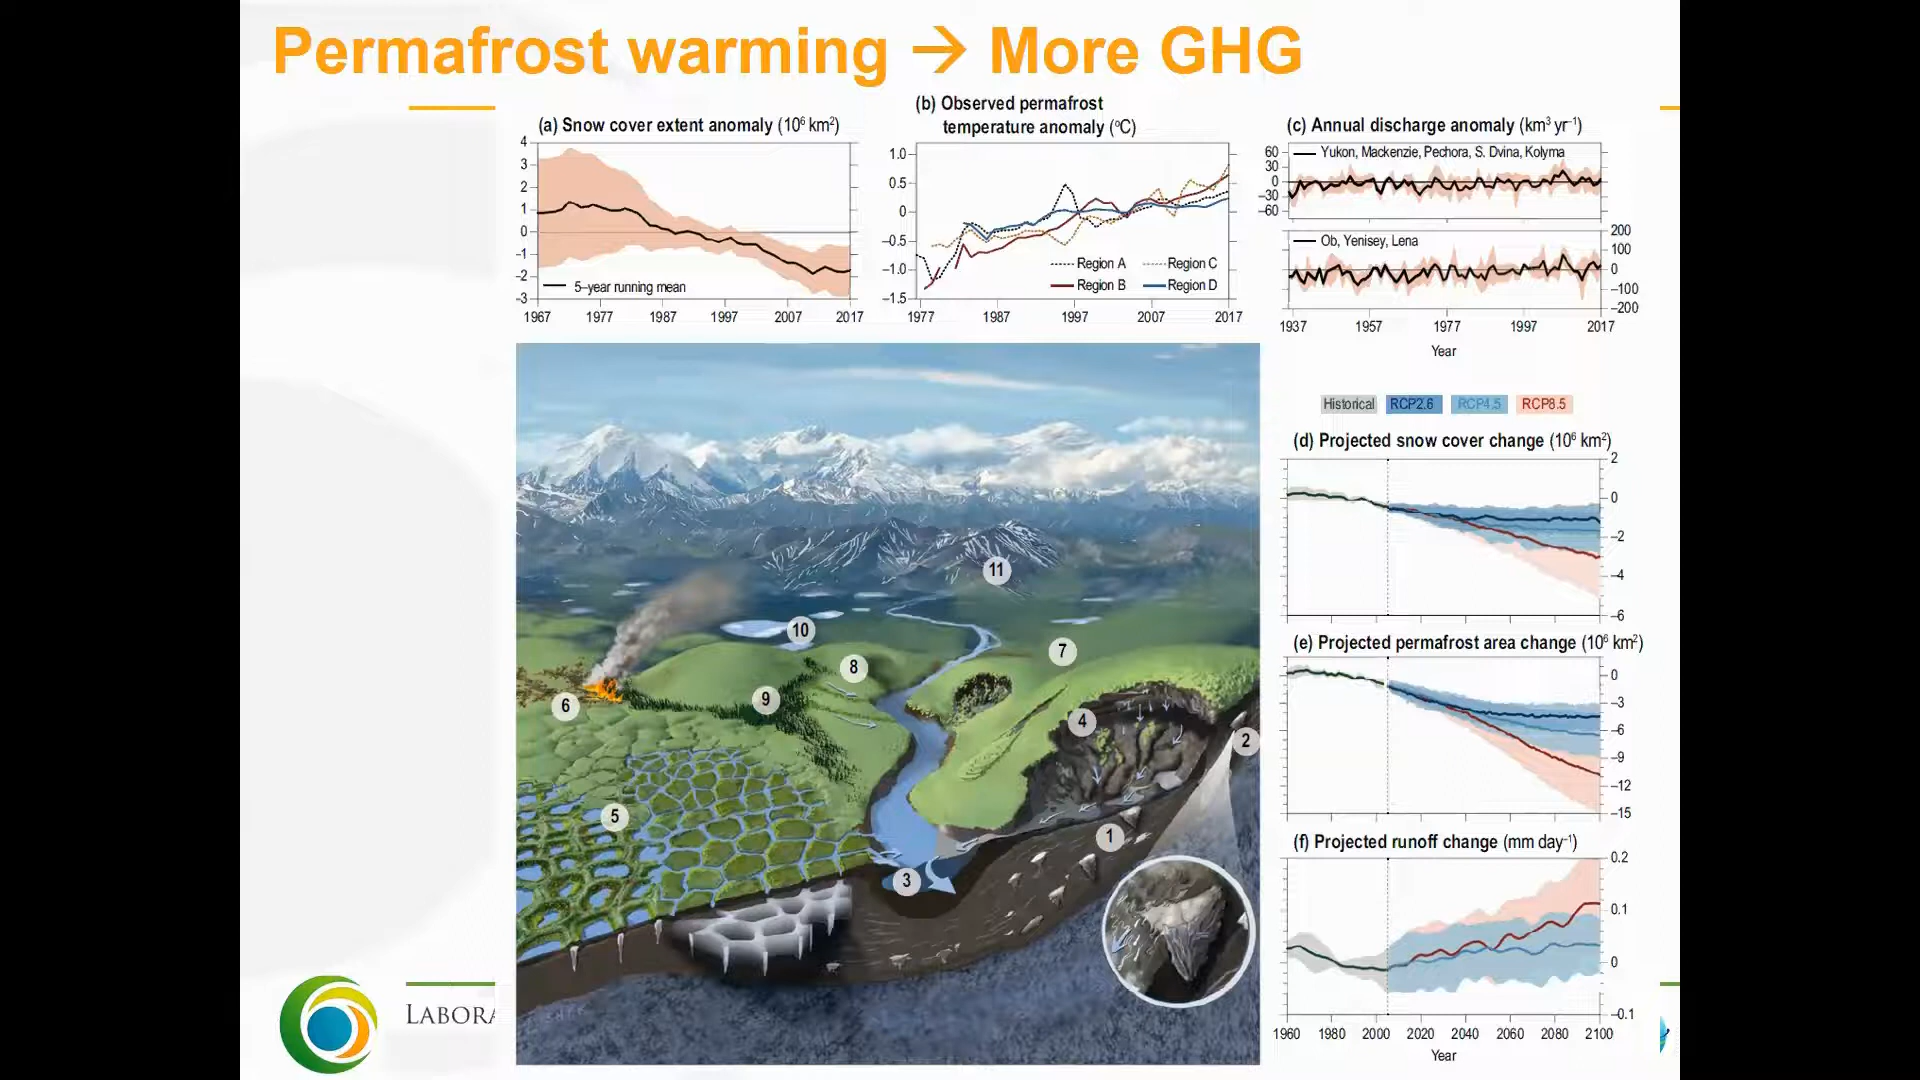 Permafrost warming → More GHG
(a) Snow cover extent anomaly (10⁶ km²)
4
3
2
1
0
-1
-2
-3
5-year running mean
1967 1977 1987 1997 2007 2017
(b) Observed permafrost
temperature anomaly (°C)
1.0
0.5
0
-0.5
-1.0
-1.5
Region A Region C
Region B Region D
1977 1987 1997 2007 2017
(c) Annual discharge anomaly (km³ yr⁻¹)
60
30
0
-30
-60
Yukon, Mackenzie, Pechora, S. Dvina, Kolyma
Ob, Yenisey, Lena
200
100
0
-100
-200
1937 1957 1977 1997 2017
Year
Historical RCP2.6 RCP4.5 RCP8.5
(d) Projected snow cover change (10⁶ km²)
2
0
-2
-4
-6
(e) Projected permafrost area change (10⁶ km²)
0
-3
-6
-9
-12
-15
(f) Projected runoff change (mm day⁻¹)
0.2
0.1
0
-0.1
1960 1980 2000 2020 2040 2060 2080 2100
Year
11
10
7
8
9
6
4
2
5
1
3
LABORA